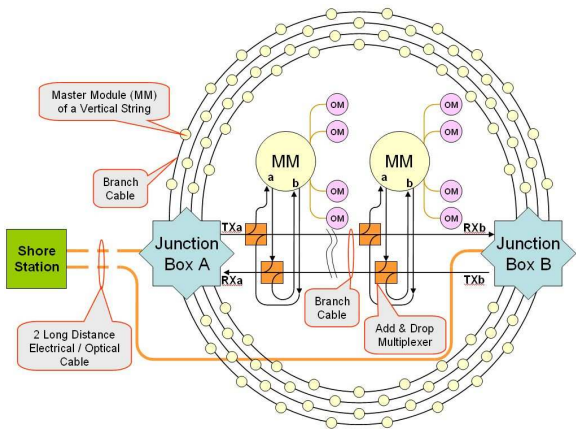 Master Module (MM)
of a Vertical String
Branch
Cable
OM
OM
OM
OM
MM
a
b
OM
OM
OM
OM
MM
a
b
TXa
RXb
Shore
Station
Junction
Box A
Junction
Box B
RXa
TXb
Branch
Cable
Add & Drop
Multiplexer
2 Long Distance
Electrical / Optical
Cable